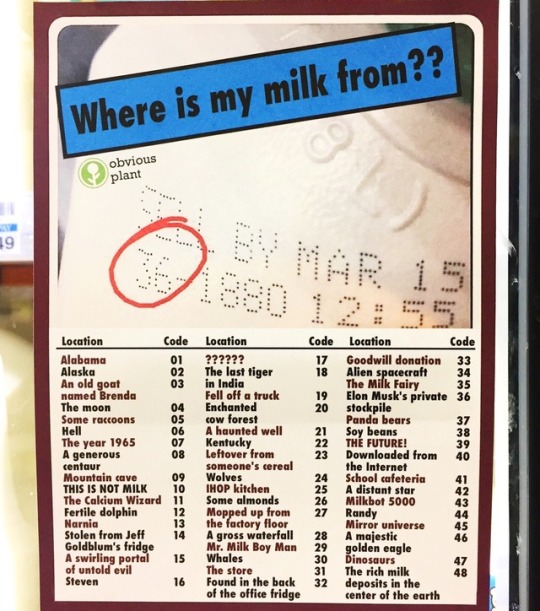 Where is my milk from??
obvious
plant
SELL BY MAR 15
36-1880 12:55
Location Code
Alabama 01
Alaska 02
An old goat 03
named Brenda
The moon 04
Some raccoons 05
Hell 06
The year 1965 07
A generous 08
centaur
Mountain cave 09
THIS IS NOT MILK 10
The Calcium Wizard 11
Fertile dolphin 12
Narnia 13
Stolen from Jeff 14
Goldblum's fridge
A swirling portal 15
of untold evil
Steven 16
Location Code
?????? 17
The last tiger 18
in India
Fell off a truck 19
Enchanted 20
cow forest
A haunted well 21
Kentucky 22
Leftover from 23
someone's cereal
Wolves 24
IHOP kitchen 25
Some almonds 26
Mopped up from 27
the factory floor
A gross waterfall 28
Mr. Milk Boy Man 29
Whales 30
The store 31
Found in the back 32
of the office fridge
Location Code
Goodwill donation 33
Alien spacecraft 34
The Milk Fairy 35
Elon Musk's private 36
stockpile
Panda bears 37
Soy beans 38
THE FUTURE! 39
Downloaded from 40
the Internet
School cafeteria 41
A distant star 42
Milkbot 5000 43
Randy 44
Mirror universe 45
A majestic 46
golden eagle
Dinosaurs 47
The rich milk 48
deposits in the
center of the earth